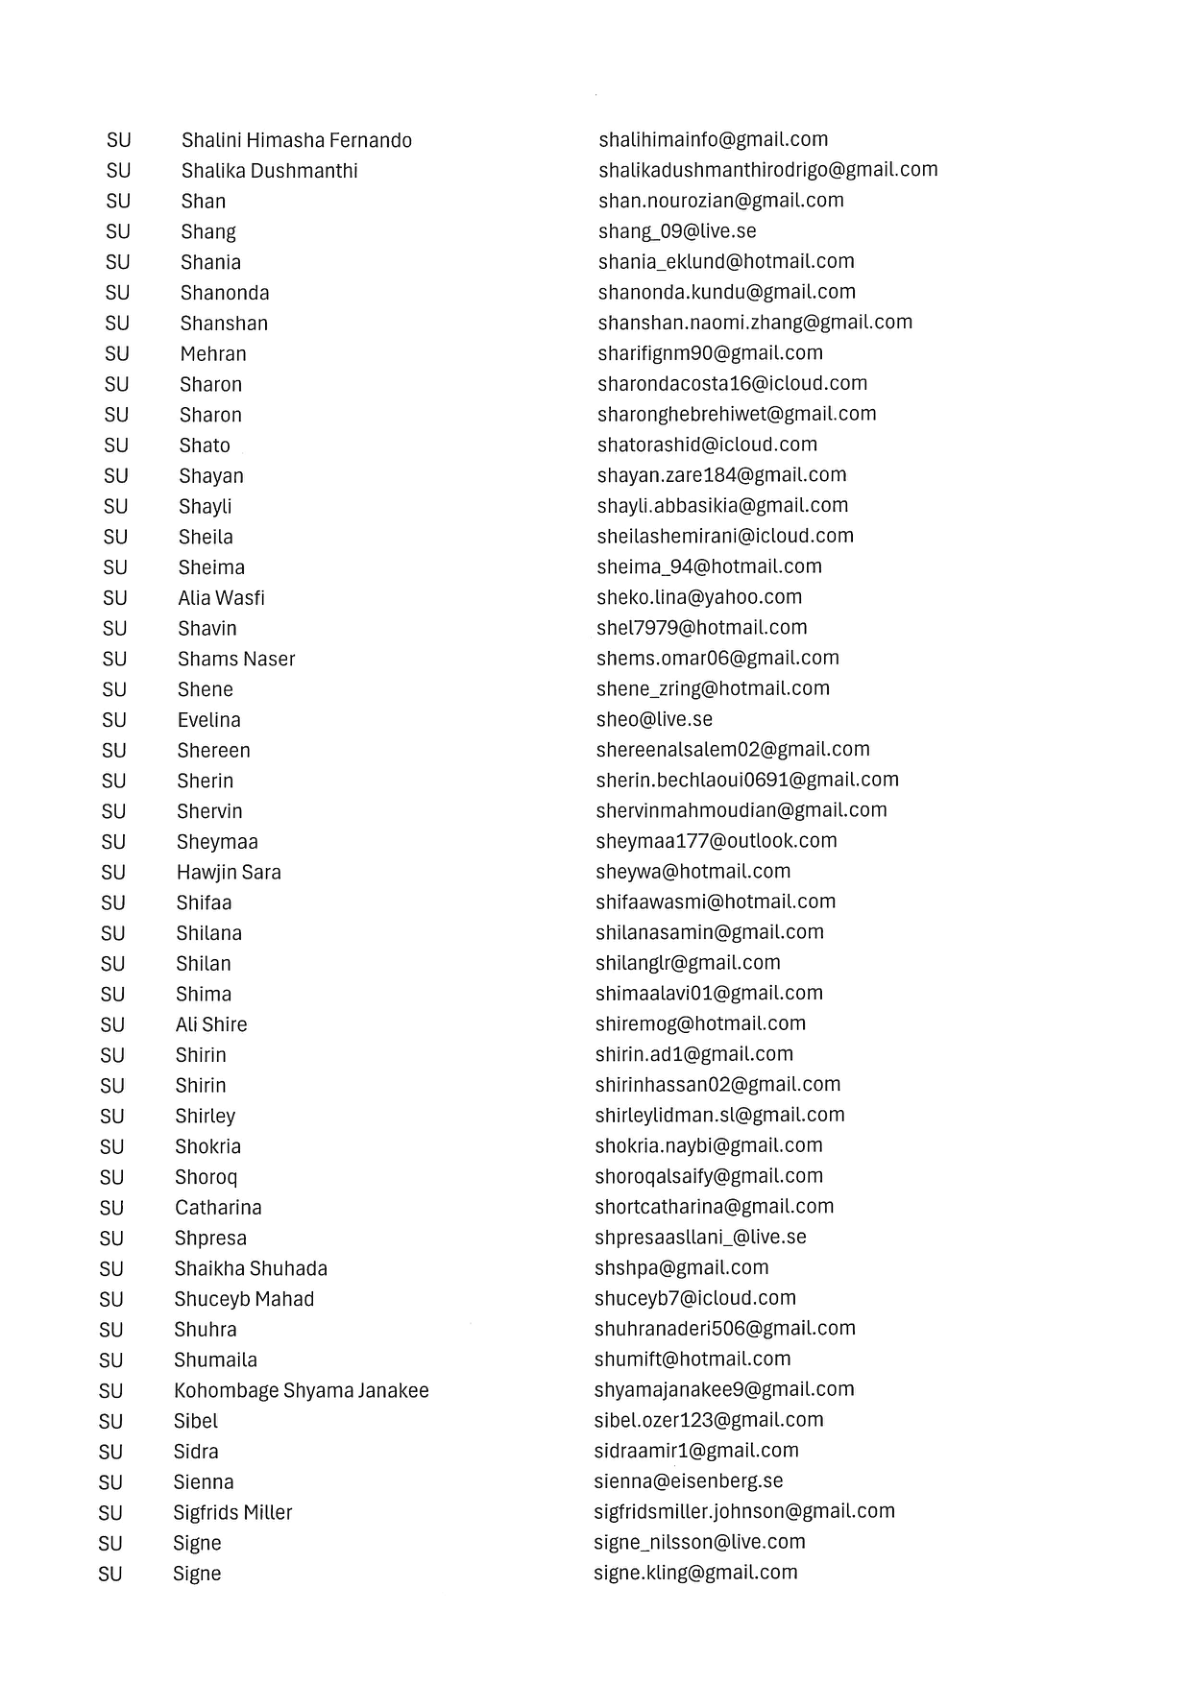 SU Shalini Himasha Fernando shalihimainfo@gmail.com
SU Shalika Dushmanthi shalikadushmanthirodrigo@gmail.com
SU Shan shan.nourozian@gmail.com
SU Shang shang_09@live.se
SU Shania shania_eklund@hotmail.com
SU Shanonda shanonda.kundu@gmail.com
SU Shanshan shanshan.naomi.zhang@gmail.com
SU Mehran sharifignm90@gmail.com
SU Sharon sharondacosta16@icloud.com
SU Sharon sharonghebrehiwet@gmail.com
SU Shato shatorashid@icloud.com
SU Shayan shayan.zare184@gmail.com
SU Shayli shayli.abbasikia@gmail.com
SU Sheila sheilashemirani@icloud.com
SU Sheima sheima_94@hotmail.com
SU Alia Wasfi sheko.lina@yahoo.com
SU Shavin shel7979@hotmail.com
SU Shams Naser shems.omar06@gmail.com
SU Shene shene_zring@hotmail.com
SU Evelina sheo@live.se
SU Shereen shereenalsalem02@gmail.com
SU Sherin sherin.bechlaoui0691@gmail.com
SU Shervin shervinmahmoudian@gmail.com
SU Sheymaa sheymaa177@outlook.com
SU Hawjin Sara sheywa@hotmail.com
SU Shifaa shifaawasmi@hotmail.com
SU Shilana shilanasamin@gmail.com
SU Shilan shilanglr@gmail.com
SU Shima shimaalavi01@gmail.com
SU Ali Shire shiremog@hotmail.com
SU Shirin shirin.ad1@gmail.com
SU Shirin shirinhassan02@gmail.com
SU Shirley shirleylidman.sl@gmail.com
SU Shokria shokria.naybi@gmail.com
SU Shoroq shoroqalsaify@gmail.com
SU Catharina shortcatharina@gmail.com
SU Shpresa shpresaasllani_@live.se
SU Shaikha Shuhada shshpa@gmail.com
SU Shuceyb Mahad shuceyb7@icloud.com
SU Shuhra shuhranaderi506@gmail.com
SU Shumaila shumift@hotmail.com
SU Kohombage Shyama Janakee shyamajanakee9@gmail.com
SU Sibel sibel.ozer123@gmail.com
SU Sidra sidraamir1@gmail.com
SU Sienna sienna@eisenberg.se
SU Sigfrids Miller sigfridsmiller.johnson@gmail.com
SU Signe signe_nilsson@live.com
SU Signe signe.kling@gmail.com